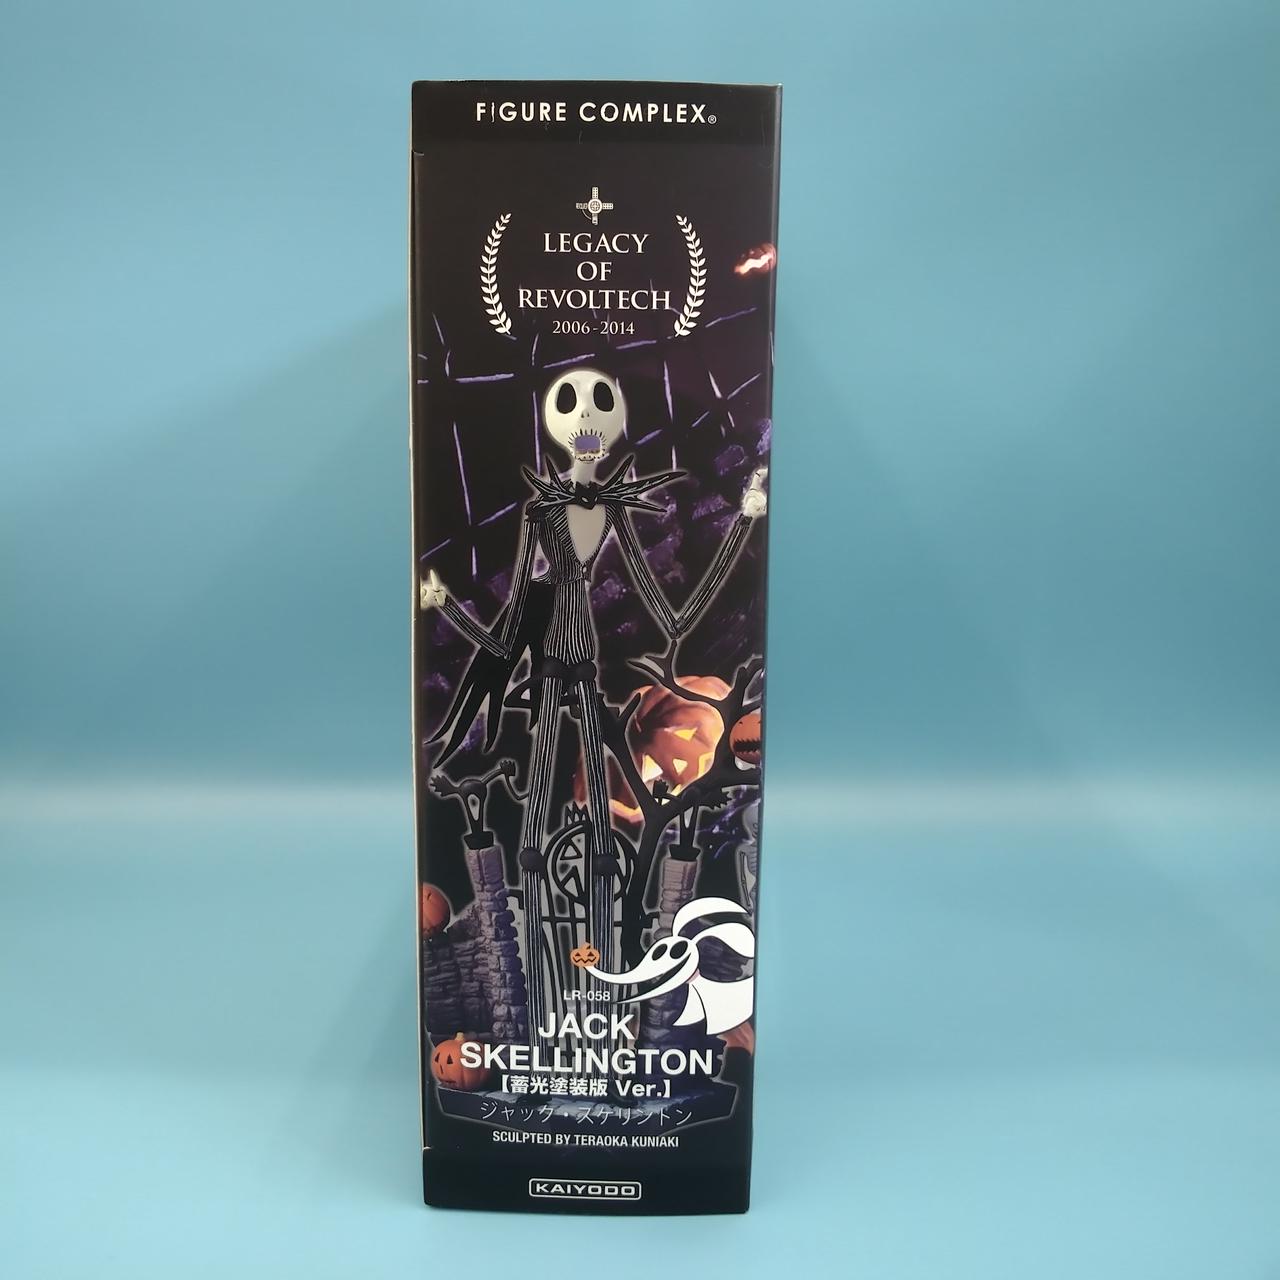 FIGURE COMPLEX®
LEGACY
OF
REVOLTECH
2006-2014
LR-058
JACK
SKELLINGTON
【蓄光塗装版 Ver.】
ジャック・スケリントン
SCULPTED BY TERAOKA KUNIAKI
KAIYODO